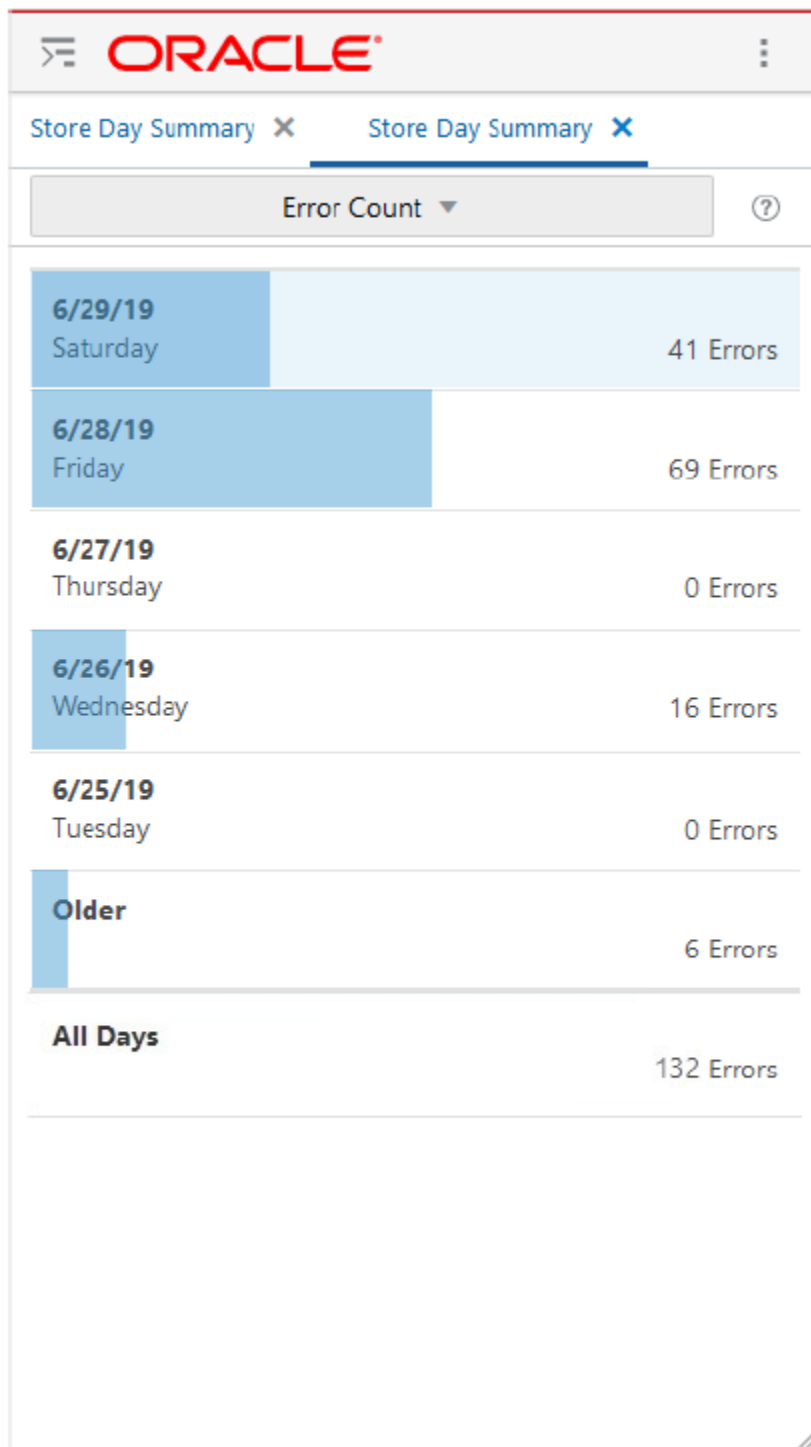 ORACLE
Store Day Summary Store Day Summary
Error Count
6/29/19
Saturday
41 Errors
6/28/19
Friday
69 Errors
6/27/19
Thursday
0 Errors
6/26/19
Wednesday
16 Errors
6/25/19
Tuesday
0 Errors
Older
6 Errors
All Days
132 Errors